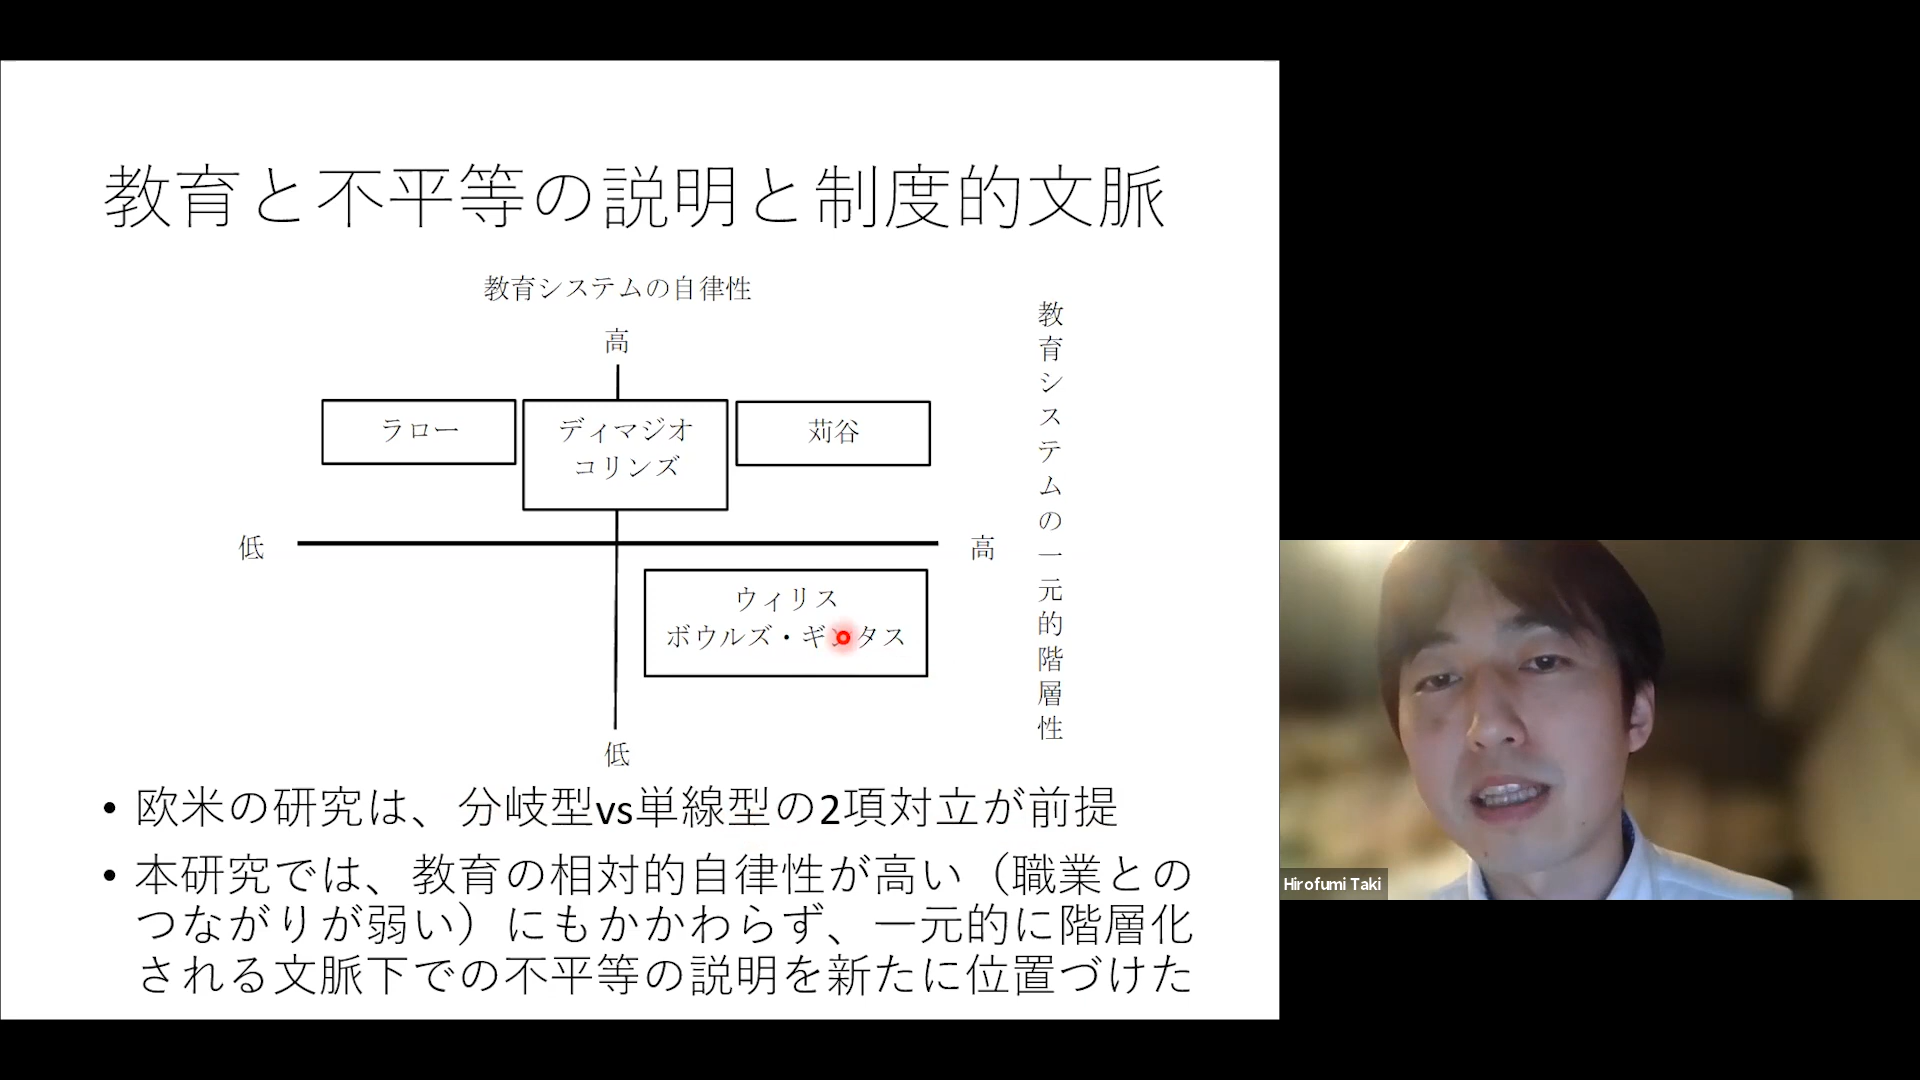 教育と不平等の説明と制度的文脈
教育システムの自律性
高
ラロー
ディマジオ
コリンズ
苅谷
低
高
教育システムの一元的階層性
ウィリス
ボウルズ・ギンタス
低
• 欧米の研究は、分岐型vs単線型の2項対立が前提
• 本研究では、教育の相対的自律性が高い（職業との
つながりが弱い）にもかかわらず、一元的に階層化
される文脈下での不平等の説明を新たに位置づけた
Hirofumi Taki